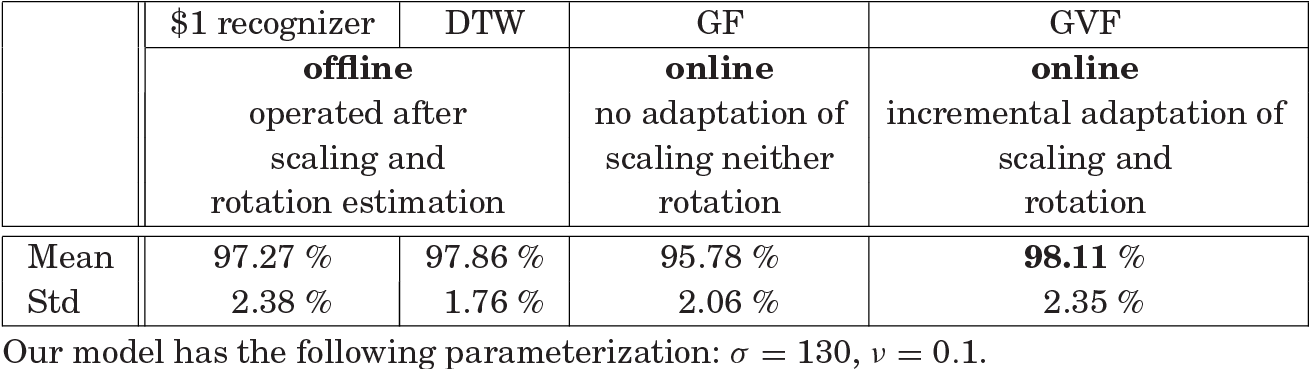 $1 recognizer DTW GF GVF
offline online online
operated after no adaptation of incremental adaptation of
scaling and scaling neither scaling and
rotation estimation rotation rotation
Mean 97.27 % 97.86 % 95.78 % 98.11 %
Std 2.38 % 1.76 % 2.06 % 2.35 %
Our model has the following parameterization: σ = 130, ν = 0.1.